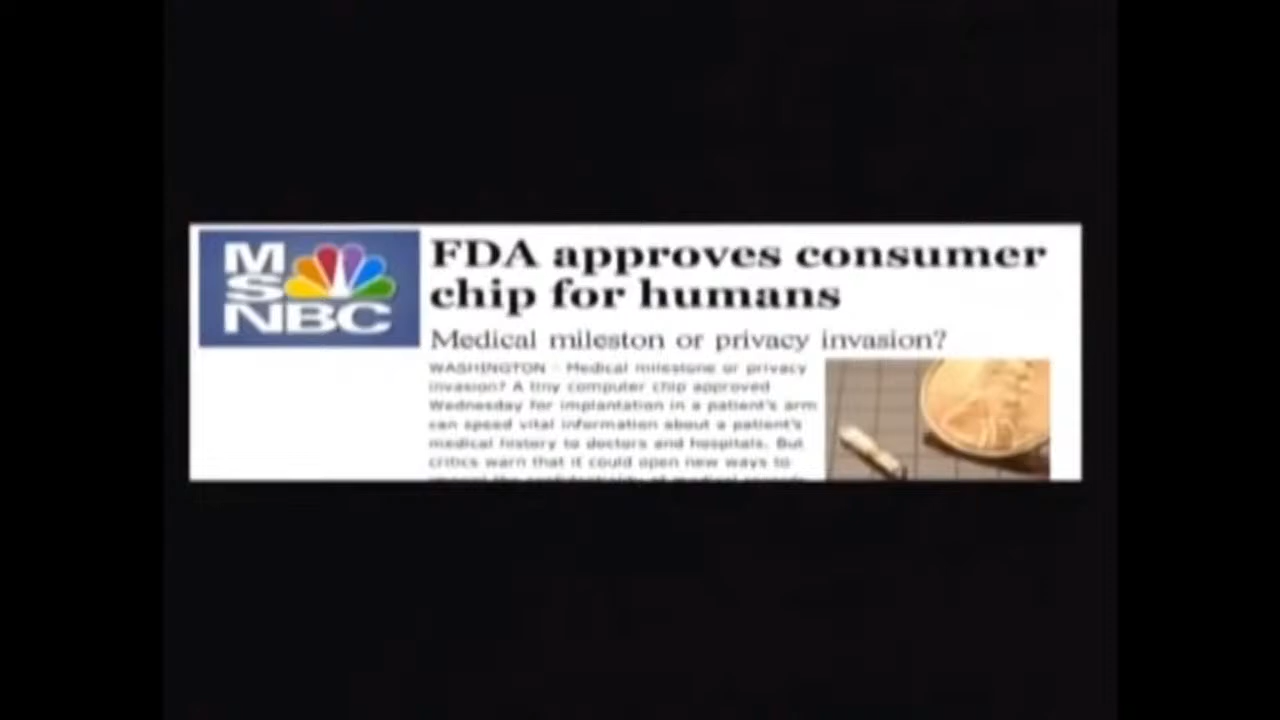 MSNBC
FDA approves consumer
chip for humans
Medical mileston or privacy invasion?
WASHINGTON - Medical milestone or privacy
invasion? A tiny computer chip approved
Wednesday for implantation in a patient's arm
can speed vital information about a patient's
medical history to doctors and hospitals. But
critics warn that it could open new ways to